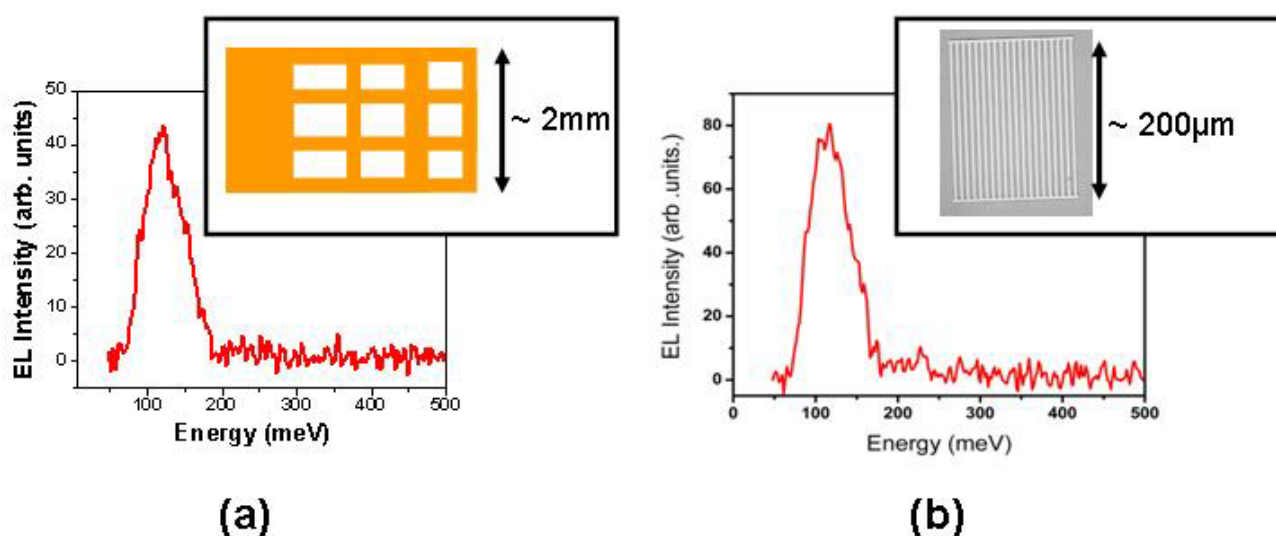 50
40
30
20
10
0
EL Intensity (arb. units)
100 200 300 400 500
Energy (meV)
~ 2mm
(a)
80
60
40
20
0
EL Intensity (arb .units.)
0 100 200 300 400 500
Energy (meV)
~ 200µm
(b)